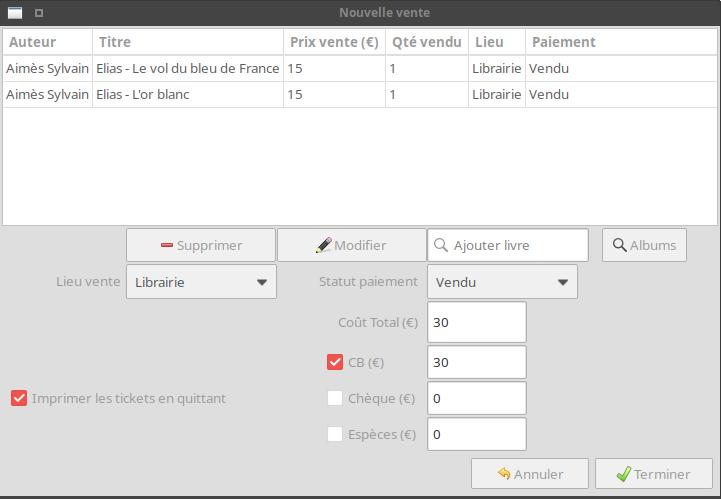 Nouvelle vente
Auteur Titre Prix vente (€) Qté vendu Lieu Paiement
Aimès Sylvain Elias - Le vol du bleu de France 15 1 Librairie Vendu
Aimès Sylvain Elias - L'or blanc 15 1 Librairie Vendu
Supprimer Modifier Ajouter livre Albums
Lieu vente Librairie Statut paiement Vendu
Coût Total (€) 30
CB (€) 30
Imprimer les tickets en quittant Chèque (€) 0
Espèces (€) 0
Annuler Terminer